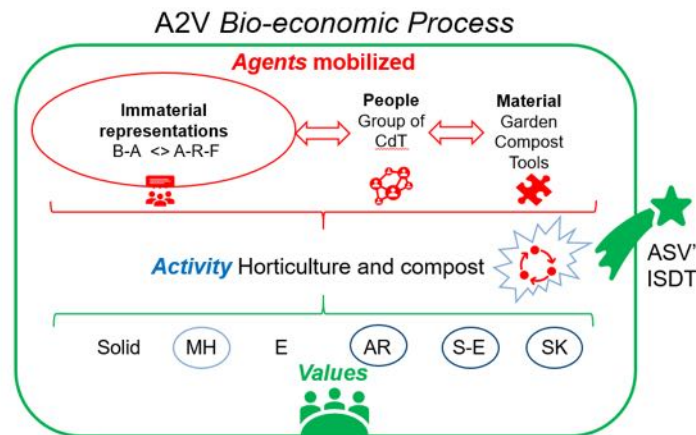 A2V Bio-economic Process
Agents mobilized
Immaterial
representations
B-A <> A-R-F
People
Group of
CdT
Material
Garden
Compost
Tools
ASV'
ISDT
Activity Horticulture and compost
Solid MH E AR S-E SK
Values